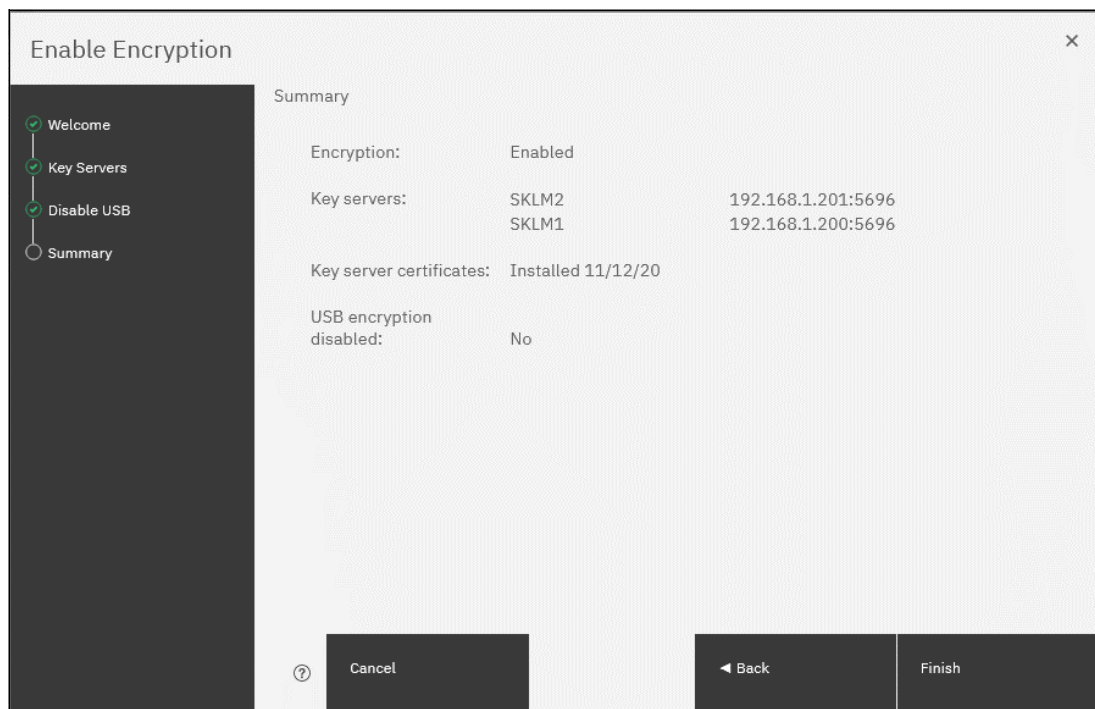 Enable Encryption
×
Welcome
Key Servers
Disable USB
Summary
Summary
Encryption: Enabled
Key servers: SKLM2 192.168.1.201:5696
SKLM1 192.168.1.200:5696
Key server certificates: Installed 11/12/20
USB encryption
disabled: No
? Cancel ◄ Back Finish